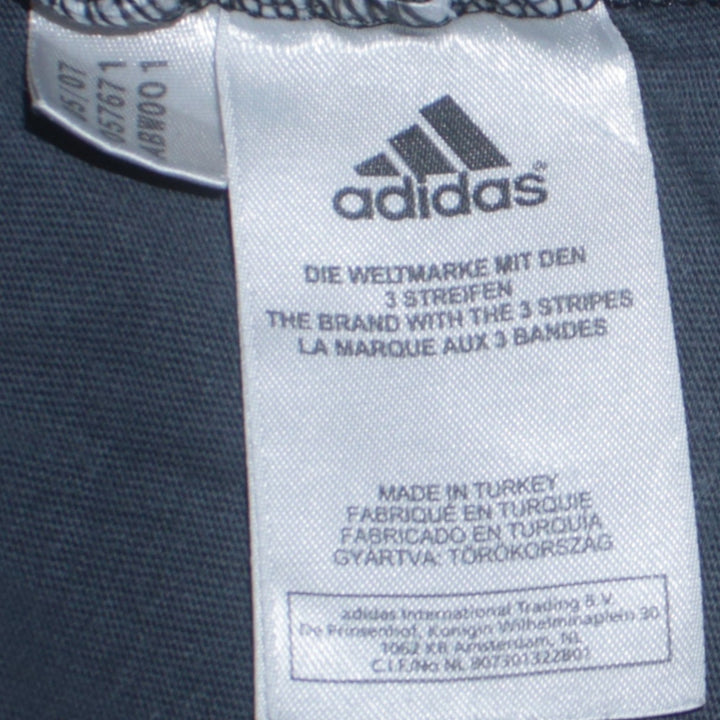 05/07
057671
ABW001
adidas®
DIE WELTMARKE MIT DEN
3 STREIFEN
THE BRAND WITH THE 3 STRIPES
LA MARQUE AUX 3 BANDES
MADE IN TURKEY
FABRIQUÉ EN TURQUIE
FABRICADO EN TURQUIA
GYÁRTVA: TÖRÖKORSZÁG
adidas International Trading B.V.
De Prinsenhof, Konigin Wilhelminaplein 30
1062 KR Amsterdam, NL
C.I.F./No NL 807301322B01